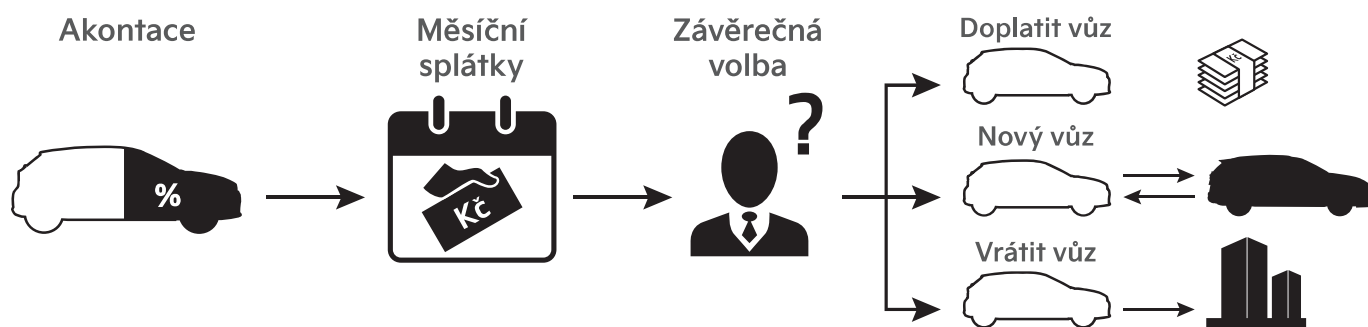 Akontace
Měsíční
splátky
Závěrečná
volba
Doplatit vůz
Nový vůz
Vrátit vůz
%
Kč
?
Kč